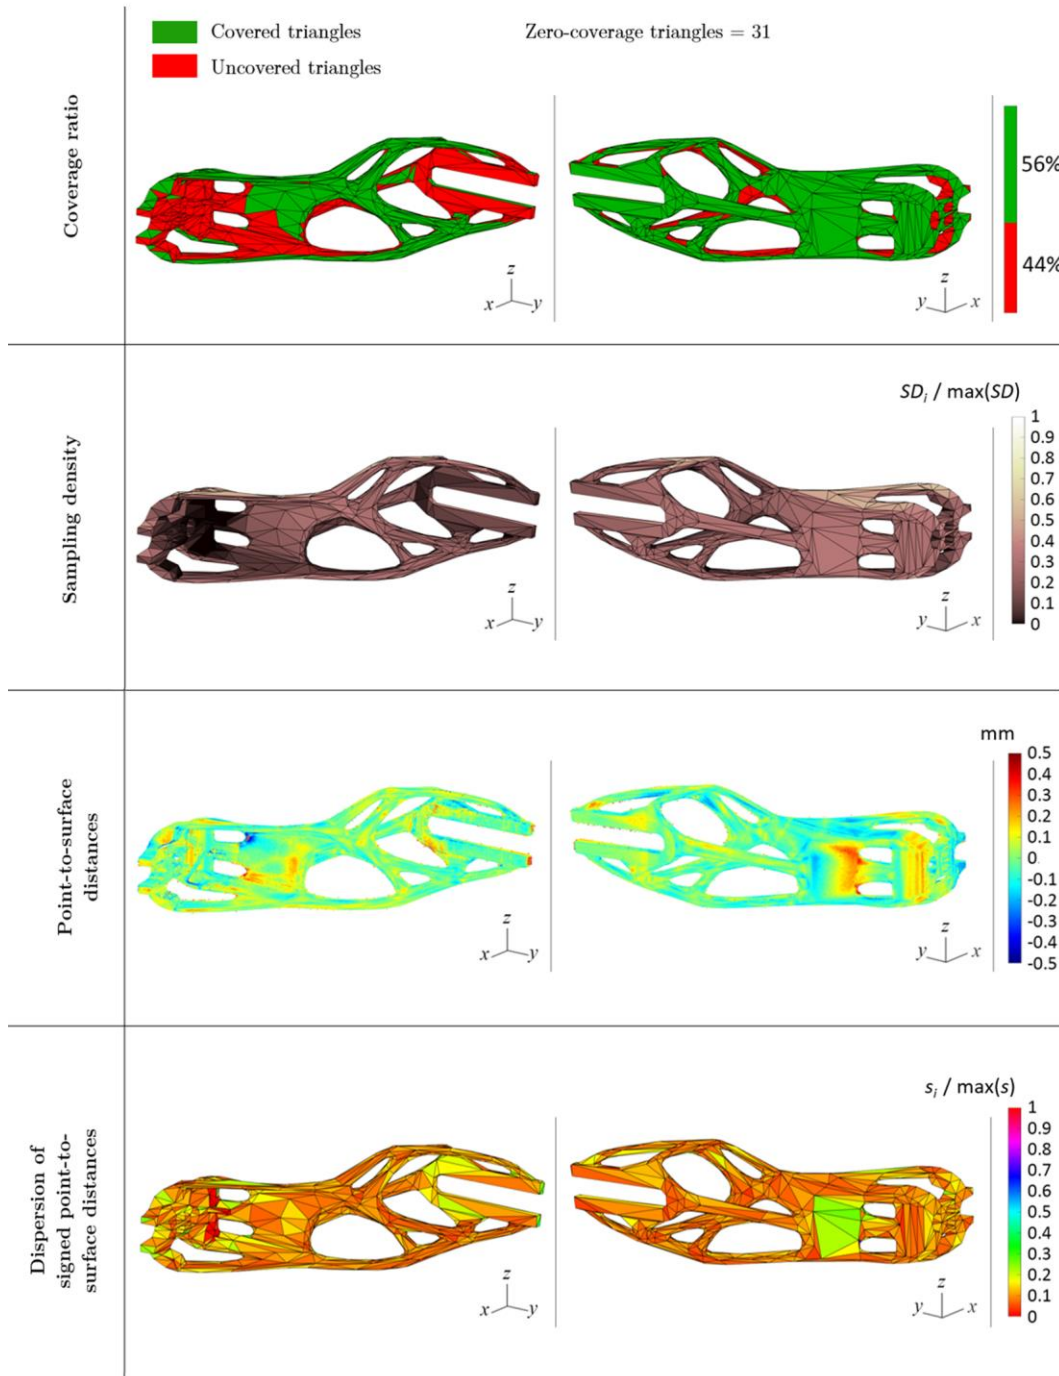 Covered triangles
Zero-coverage triangles = 31
Uncovered triangles
Coverage ratio
56%
44%
z
x
y
z
y
x
Sampling density
SDᵢ / max(SD)
1
0.9
0.8
0.7
0.6
0.5
0.4
0.3
0.2
0.1
0
z
x
y
z
y
x
Point-to-surface
distances
mm
0.5
0.4
0.3
0.2
0.1
0
-0.1
-0.2
-0.3
-0.4
-0.5
z
x
y
z
y
x
Dispersion of
signed point-to-
surface distances
sᵢ / max(s)
1
0.9
0.8
0.7
0.6
0.5
0.4
0.3
0.2
0.1
0
z
x
y
z
y
x